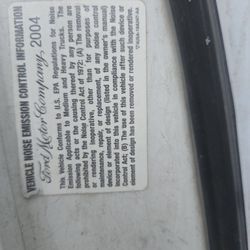 VEHICLE NOISE EMISSION CONTROL INFORMATION
Ford Motor Company, 2004
This Vehicle Conforms to U.S. EPA Regulations for Noise
Emission Applicable to Medium and Heavy Trucks. The
following acts or the causing thereof by any person are
prohibited by the Noise Control Act of 1972: (A) The removal
or rendering inoperative, other than for purposes of
maintenance, repair, or replacement, of any noise control
device or element of design (listed in the owner's manual)
incorporated into this vehicle in compliance with the Noise
Control Act; (B) The use of this vehicle after such device or
element of design has been removed or rendered inoperative.